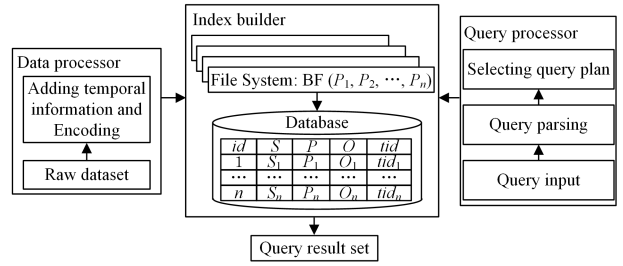 Data processor
Adding temporal
information and
Encoding
Raw dataset
Index builder
File System: BF (P1, P2, ···, Pn)
Database
id S P O tid
1 S1 P1 O1 tid1
··· ··· ··· ··· ···
n Sn Pn On tidn
Query result set
Query processor
Selecting query plan
Query parsing
Query input